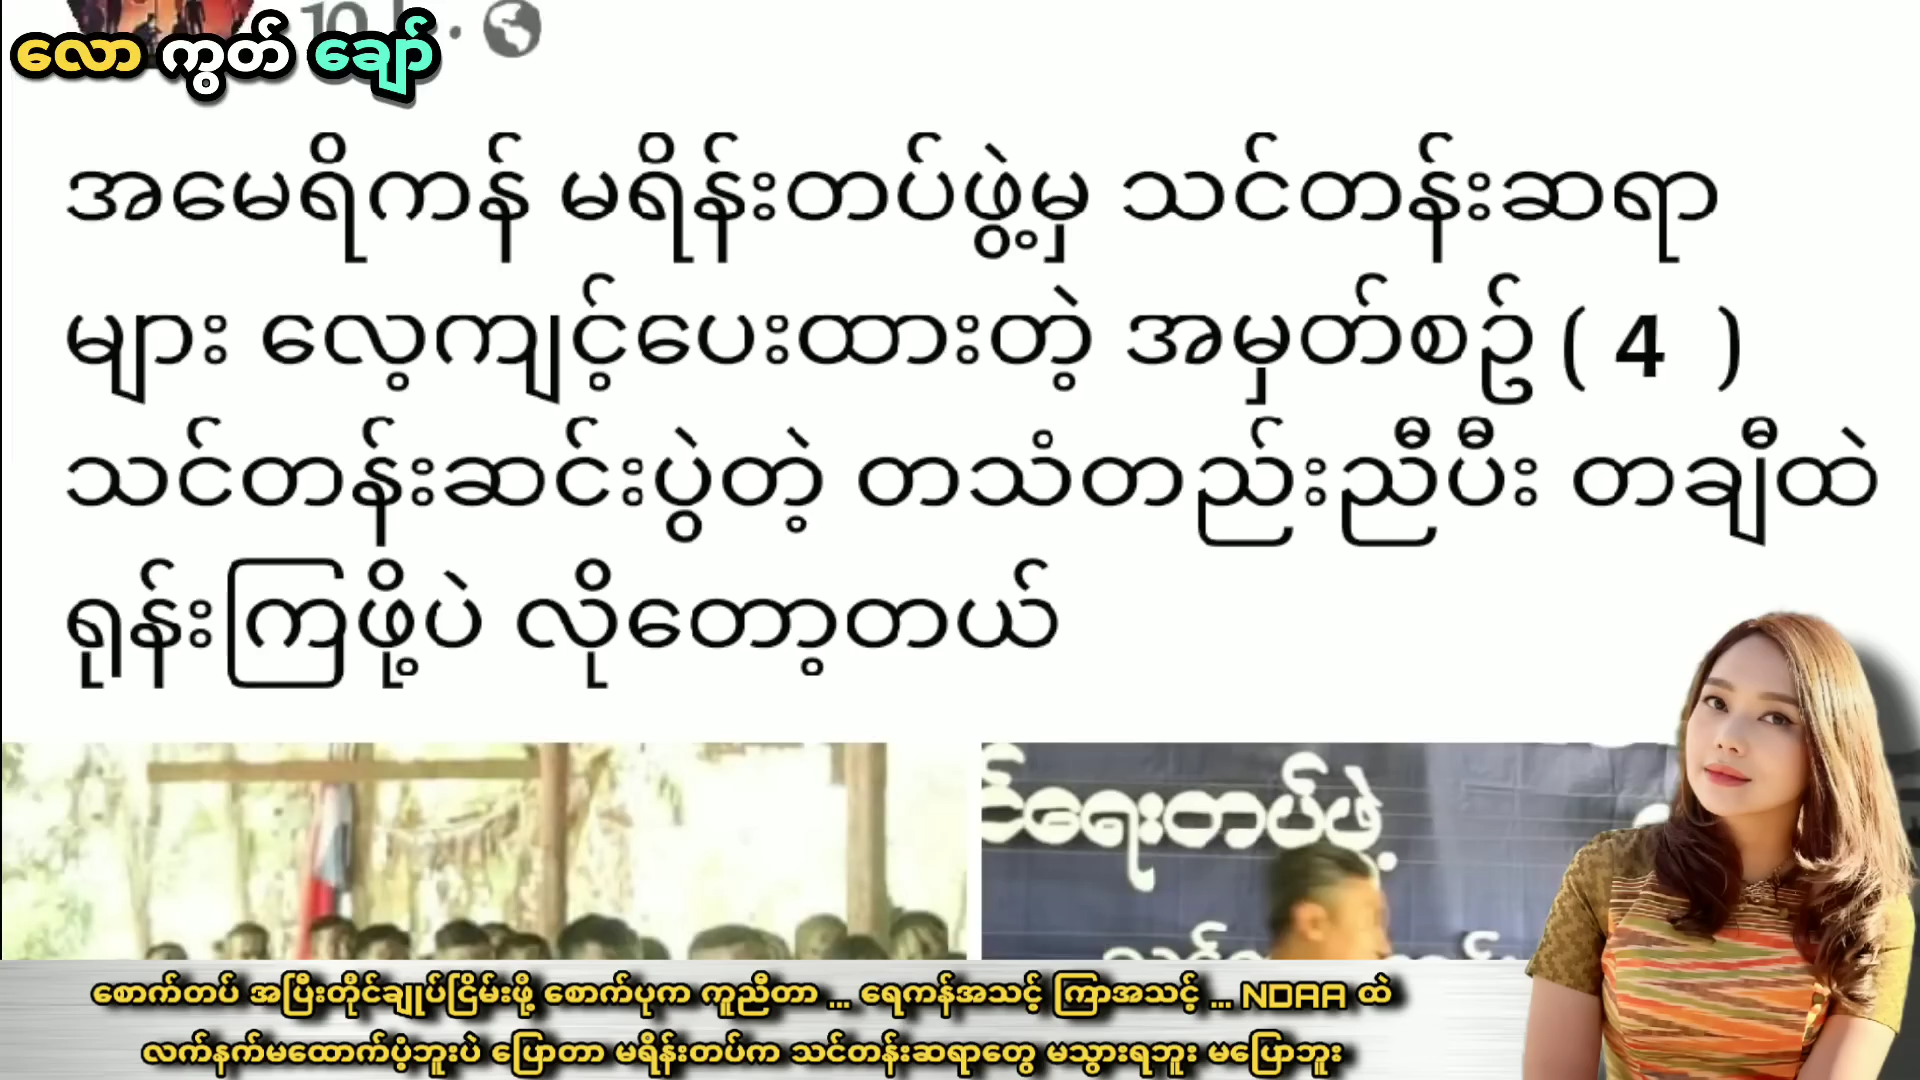 လော ကွတ် ချော်
အမေရိကန် မရိန်းတပ်ဖွဲ့မှ သင်တန်းဆရာ
များ လေ့ကျင့်ပေးထားတဲ့ အမှတ်စဥ် ( 4 )
သင်တန်းဆင်းပွဲတဲ့ တသံတည်းညီပီး တချီထဲ
ရုန်းကြဖို့ပဲ လိုတော့တယ်
င်ရေးတပ်ဖွဲ့
စောက်တပ် အပြီးတိုင်ချုပ်ငြိမ်းဖို့ စောက်ပုက ကူညီတာ ... ရေကန်အသင့် ကြာအသင့် ... NDAA ထဲ
လက်နက်မထောက်ပံ့ဘူးပဲ ပြောတာ မရိန်းတပ်က သင်တန်းဆရာတွေ မသွားရဘူး မပြောဘူး